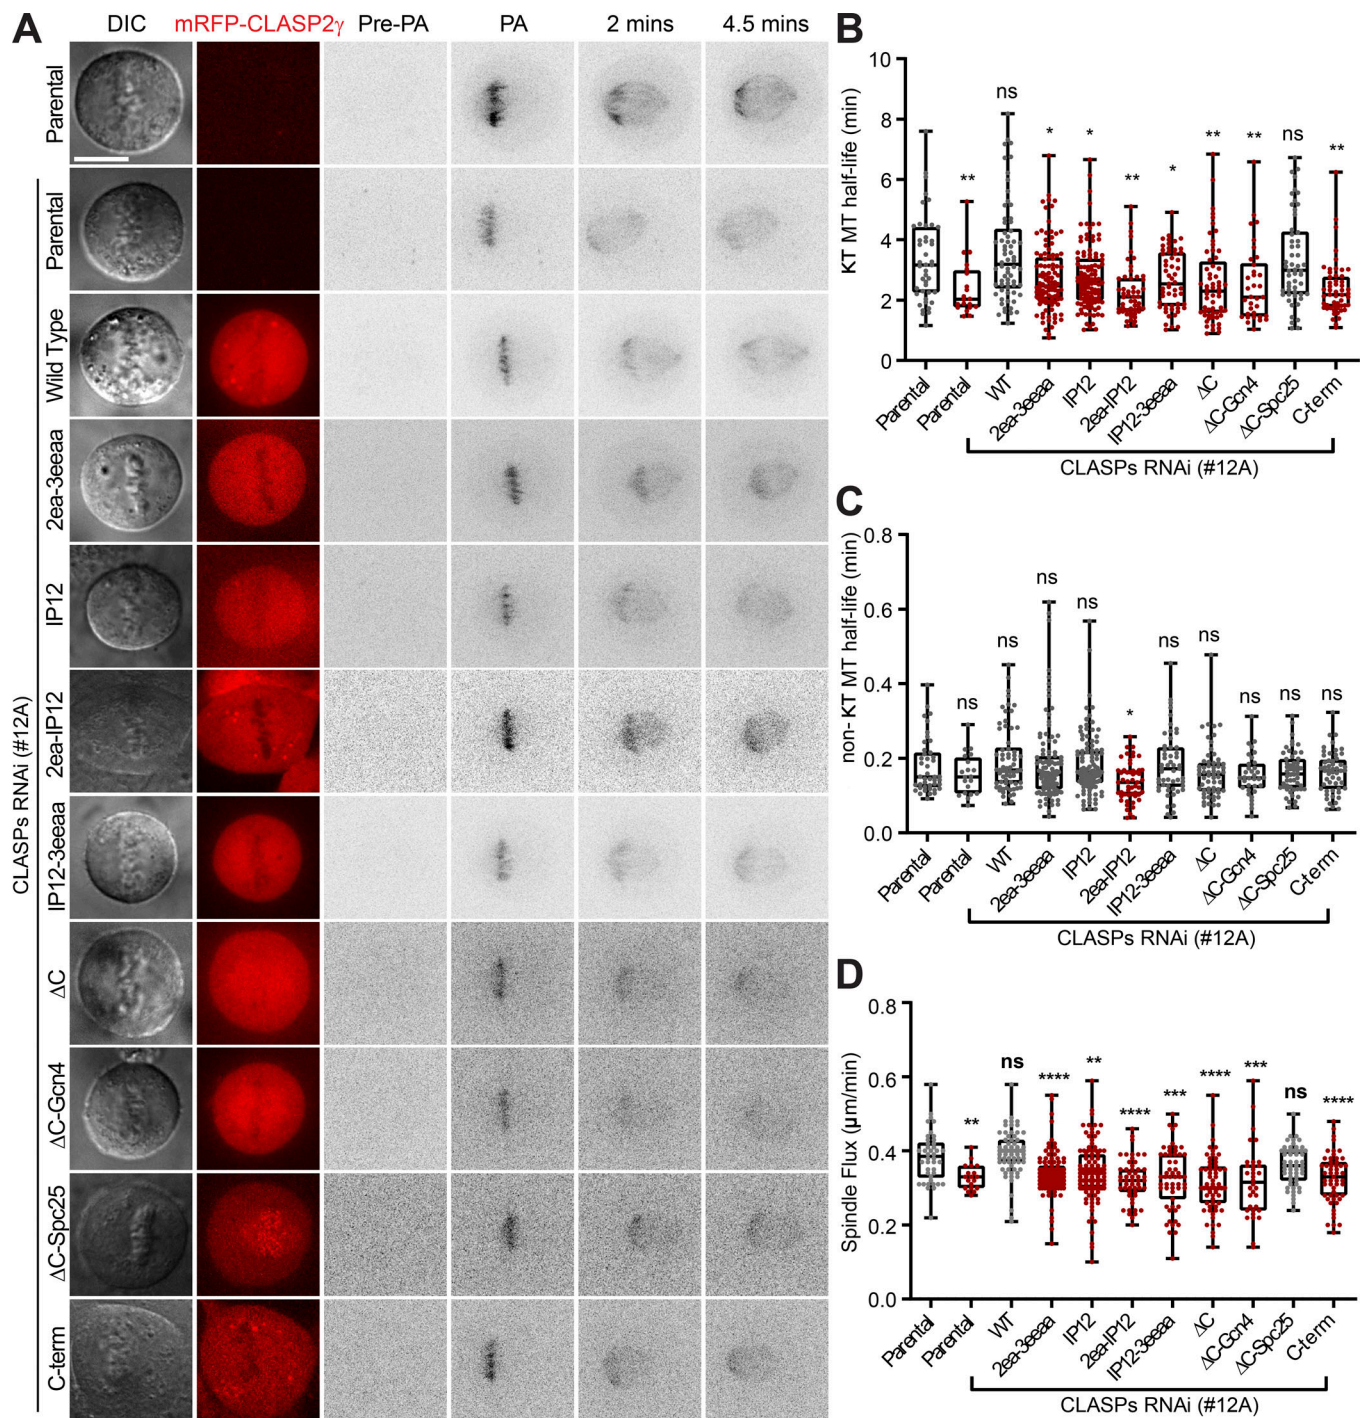 A
DIC mRFP-CLASP2γ Pre-PA PA 2 mins 4.5 mins
Parental
Parental
Wild Type
2ea-3eeaa
IP12
2ea-IP12
IP12-3eeaa
ΔC
ΔC-Gcn4
ΔC-Spc25
C-term
CLASPs RNAi (#12A)
B
KT MT half-life (min)
10
8
6
4
2
0
ns
** * * ** * ** ** ns **
Parental Parental WT 2ea-3eeaa IP12 2ea-IP12 IP12-3eeaa ΔC ΔC-Gcn4 ΔC-Spc25 C-term
CLASPs RNAi (#12A)
C
non- KT MT half-life (min)
0.8
0.6
0.4
0.2
0.0
ns ns ns ns * ns ns ns ns ns
Parental Parental WT 2ea-3eeaa IP12 2ea-IP12 IP12-3eeaa ΔC ΔC-Gcn4 ΔC-Spc25 C-term
CLASPs RNAi (#12A)
D
Spindle Flux (µm/min)
0.8
0.6
0.4
0.2
0.0
** ns **** ** **** *** **** *** ns ****
Parental Parental WT 2ea-3eeaa IP12 2ea-IP12 IP12-3eeaa ΔC ΔC-Gcn4 ΔC-Spc25 C-term
CLASPs RNAi (#12A)